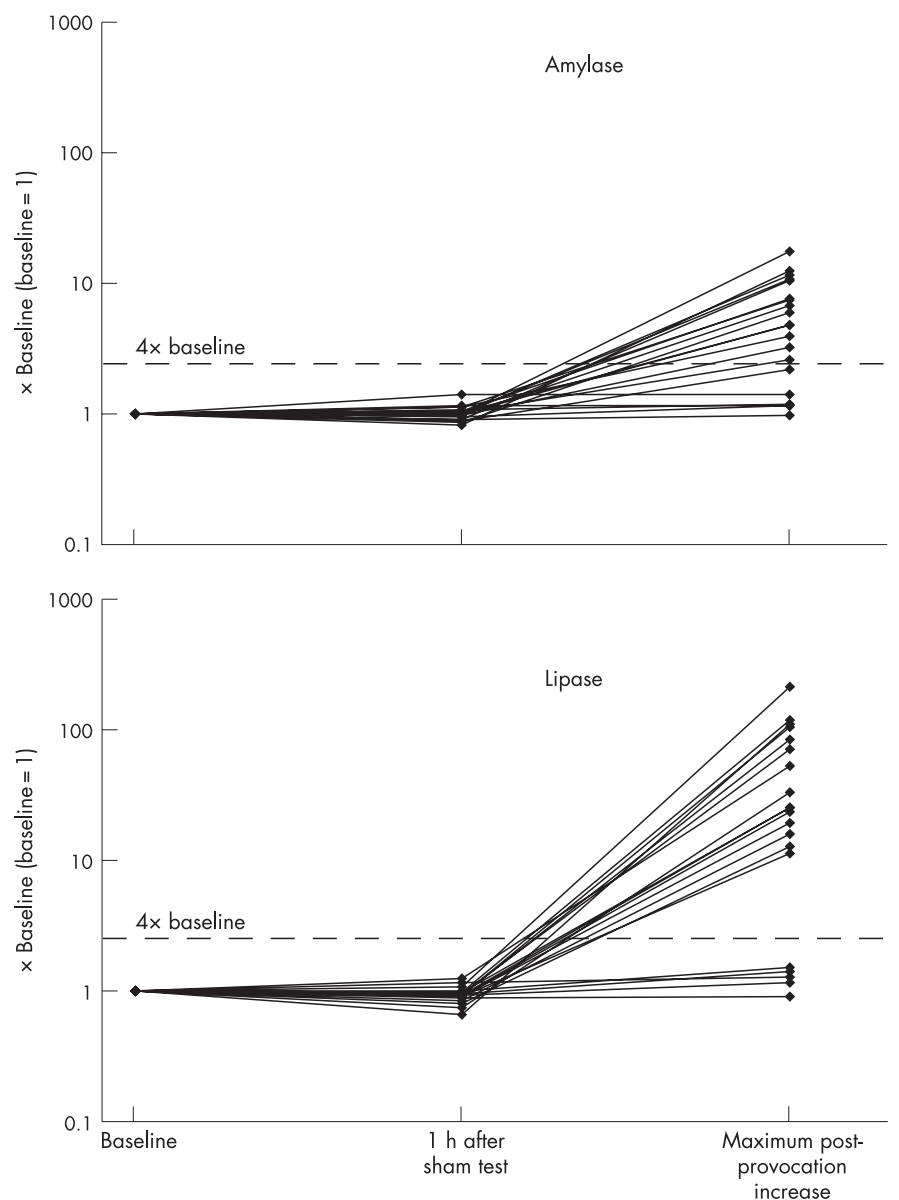 1000
Amylase
100
× Baseline (baseline = 1)
10
4× baseline
1
0.1
1000
Lipase
100
× Baseline (baseline = 1)
10
4× baseline
1
0.1
Baseline
1 h after
sham test
Maximum post-
provocation
increase